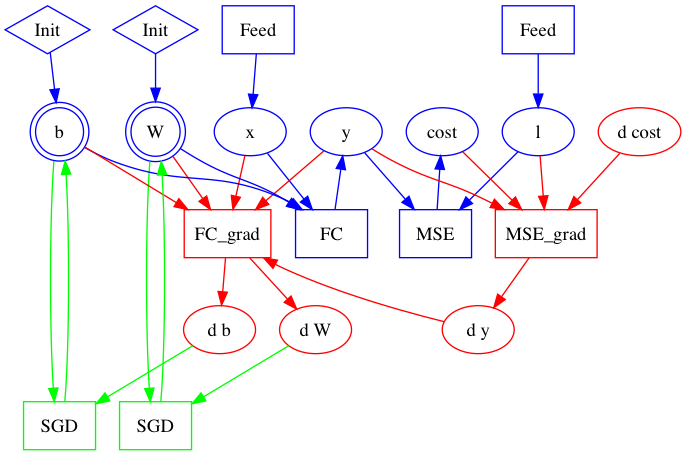 Init
Init
Feed
Feed
b
W
x
y
cost
l
d cost
FC_grad
FC
MSE
MSE_grad
d b
d W
d y
SGD
SGD